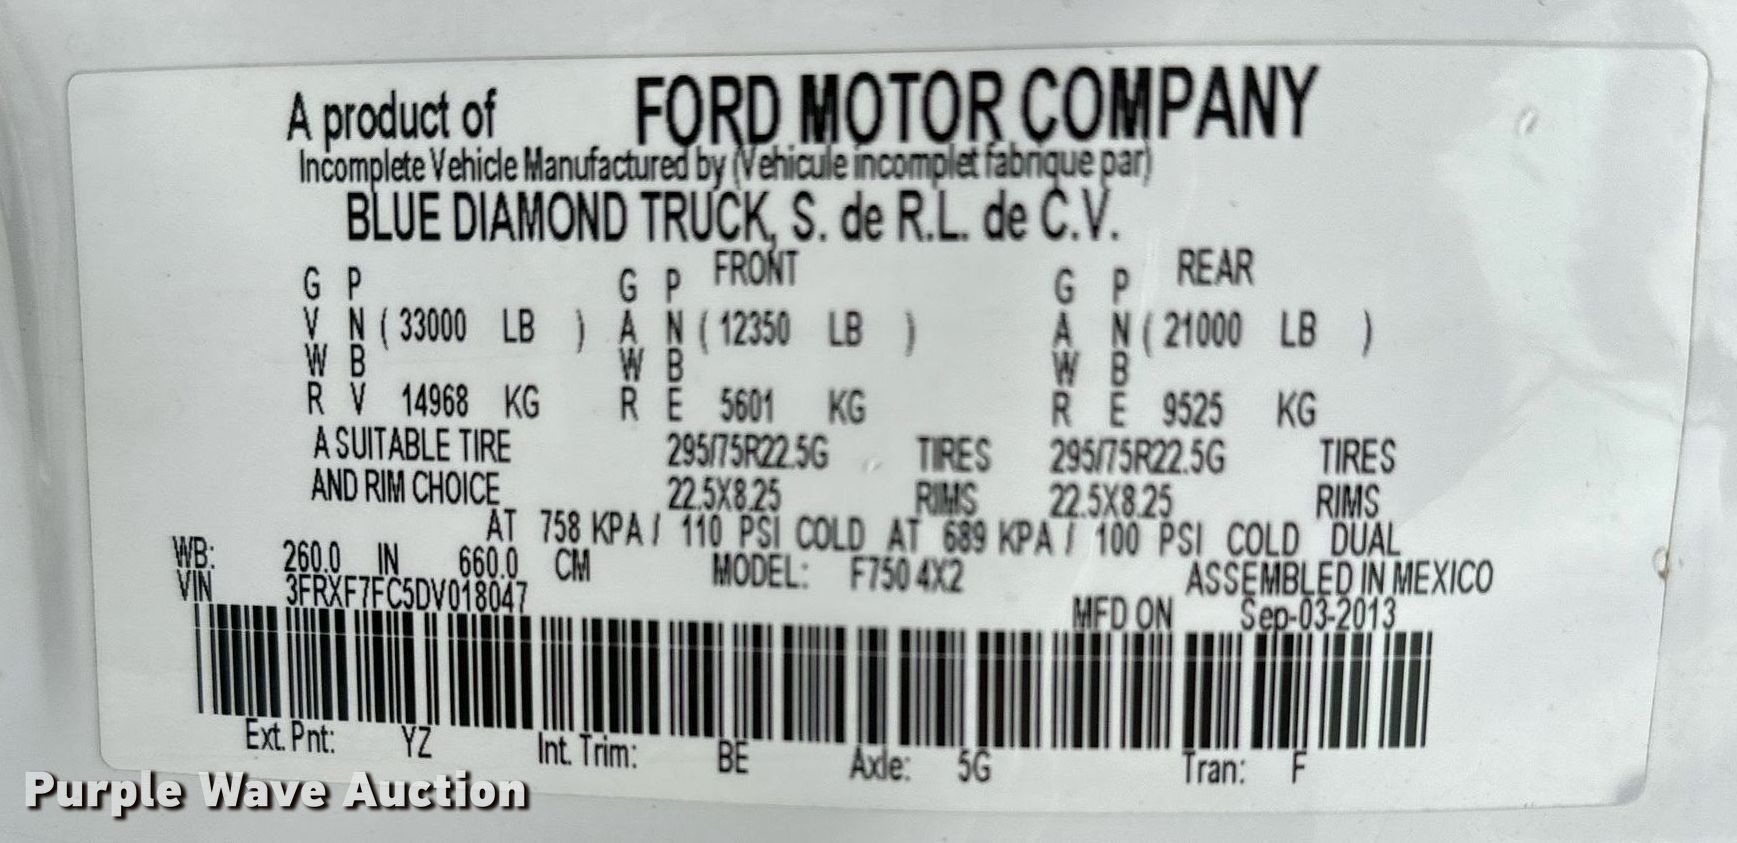 A product of FORD MOTOR COMPANY
Incomplete Vehicle Manufactured by (Vehicule incomplet fabrique par)
BLUE DIAMOND TRUCK, S. de R.L. de C.V.
G P G P FRONT G P REAR
V N ( 33000 LB ) A N ( 12350 LB ) A N ( 21000 LB )
W B W B W B
R V 14968 KG R E 5601 KG R E 9525 KG
A SUITABLE TIRE 295/75R22.5G TIRES 295/75R22.5G TIRES
AND RIM CHOICE 22.5X8.25 RIMS 22.5X8.25 RIMS
AT 758 KPA / 110 PSI COLD AT 689 KPA / 100 PSI COLD DUAL
WB: 260.0 IN 660.0 CM MODEL: F750 4X2 ASSEMBLED IN MEXICO
VIN 3FRXF7FC5DV018047 MFD ON Sep-03-2013
Ext. Pnt: YZ Int. Trim: BE Axle: 5G Tran: F
Purple Wave Auction